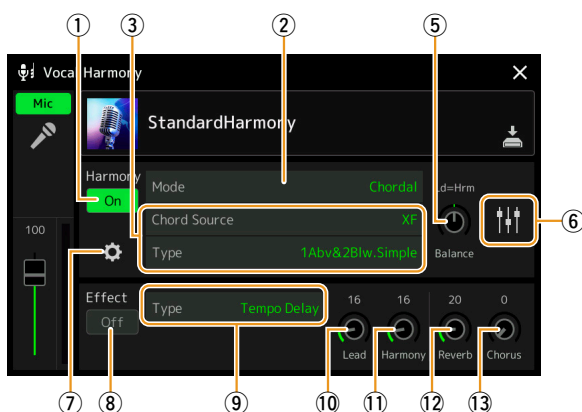 ① ③ ② ⑤
Vocal Harmony
Mic
StandardHarmony
Harmony
On
Mode Chordal
Ld=Hrm
Chord Source XF
⑥
100
Type 1Abv&2Blw.Simple
Balance
Effect
Off
Type Tempo Delay
16 16 20 0
Lead Harmony Reverb Chorus
⑦ ⑧ ⑨ ⑩ ⑪ ⑫ ⑬